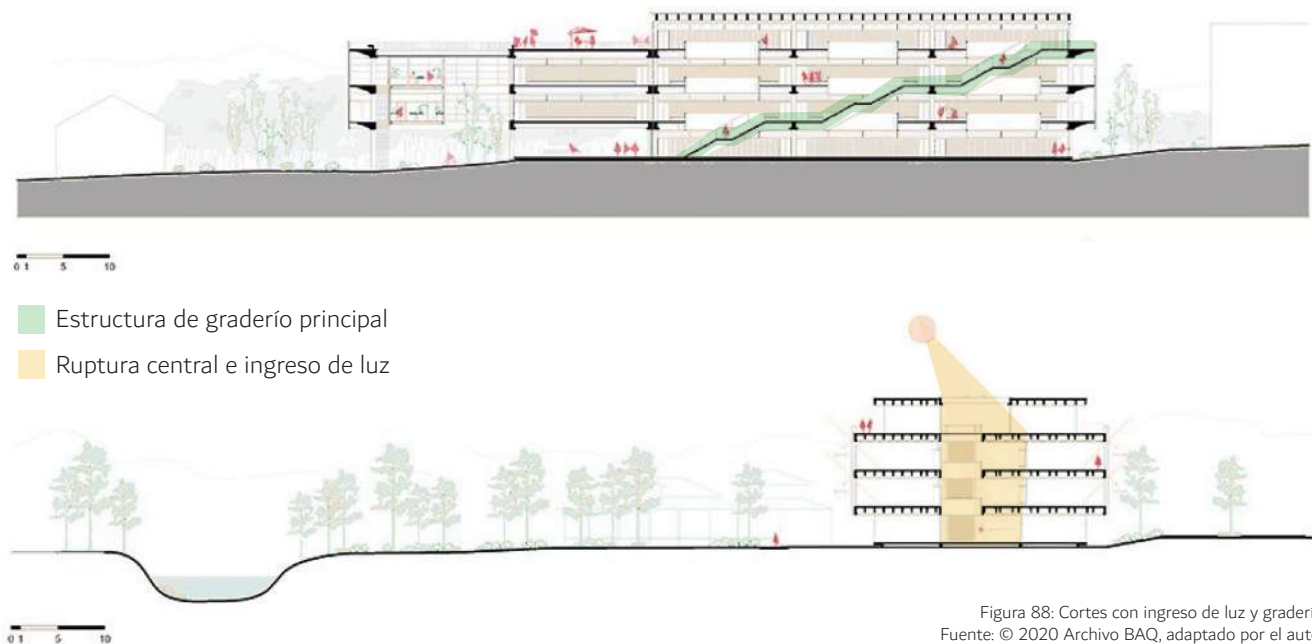 0 1 5 10
Estructura de graderío principal
Ruptura central e ingreso de luz
0 1 5 10
Figura 88: Cortes con ingreso de luz y graderí
Fuente: © 2020 Archivo BAQ, adaptado por el aut